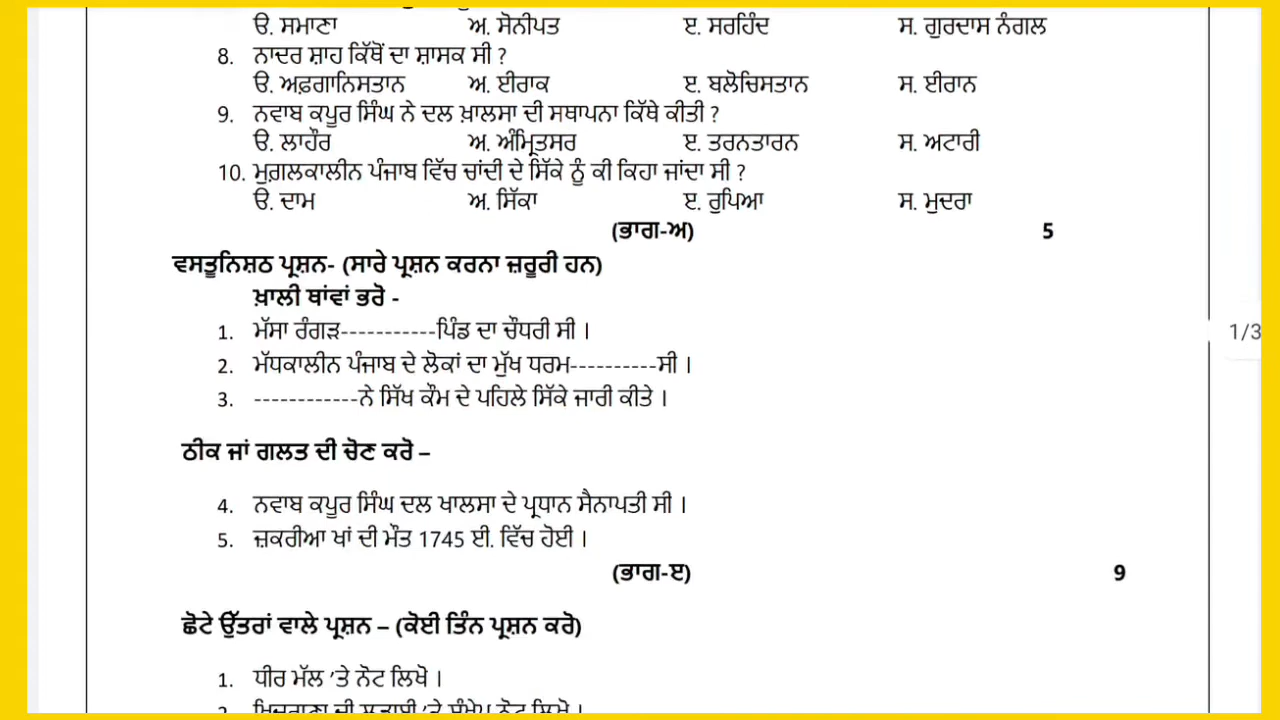 ੳ. ਸਮਾਣਾ ਅ. ਸੋਨੀਪਤ ੲ. ਸਰਹਿੰਦ ਸ. ਗੁਰਦਾਸ ਨੰਗਲ
8. ਨਾਦਰ ਸ਼ਾਹ ਕਿੱਥੋਂ ਦਾ ਸ਼ਾਸਕ ਸੀ ?
ੳ. ਅਫ਼ਗਾਨਿਸਤਾਨ ਅ. ਈਰਾਕ ੲ. ਬਲੋਚਿਸਤਾਨ ਸ. ਈਰਾਨ
9. ਨਵਾਬ ਕਪੂਰ ਸਿੰਘ ਨੇ ਦਲ ਖ਼ਾਲਸਾ ਦੀ ਸਥਾਪਨਾ ਕਿੱਥੇ ਕੀਤੀ ?
ੳ. ਲਾਹੌਰ ਅ. ਅੰਮ੍ਰਿਤਸਰ ੲ. ਤਰਨਤਾਰਨ ਸ. ਅਟਾਰੀ
10. ਮੁਗ਼ਲਕਾਲੀਨ ਪੰਜਾਬ ਵਿੱਚ ਚਾਂਦੀ ਦੇ ਸਿੱਕੇ ਨੂੰ ਕੀ ਕਿਹਾ ਜਾਂਦਾ ਸੀ ?
ੳ. ਦਾਮ ਅ. ਸਿੱਕਾ ੲ. ਰੁਪਿਆ ਸ. ਮੁਦਰਾ
(ਭਾਗ-ਅ) 5
ਵਸਤੂਨਿਸ਼ਠ ਪ੍ਰਸ਼ਨ- (ਸਾਰੇ ਪ੍ਰਸ਼ਨ ਕਰਨਾ ਜ਼ਰੂਰੀ ਹਨ)
ਖ਼ਾਲੀ ਥਾਂਵਾਂ ਭਰੋ -
1. ਮੱਸਾ ਰੰਗੜ-----------ਪਿੰਡ ਦਾ ਚੌਧਰੀ ਸੀ ।
2. ਮੱਧਕਾਲੀਨ ਪੰਜਾਬ ਦੇ ਲੋਕਾਂ ਦਾ ਮੁੱਖ ਧਰਮ----------ਸੀ ।
3. ------------ਨੇ ਸਿੱਖ ਕੌਮ ਦੇ ਪਹਿਲੇ ਸਿੱਕੇ ਜਾਰੀ ਕੀਤੇ ।
1/3
ਠੀਕ ਜਾਂ ਗਲਤ ਦੀ ਚੋਣ ਕਰੋ –
4. ਨਵਾਬ ਕਪੂਰ ਸਿੰਘ ਦਲ ਖਾਲਸਾ ਦੇ ਪ੍ਰਧਾਨ ਸੈਨਾਪਤੀ ਸੀ ।
5. ਜ਼ਕਰੀਆ ਖਾਂ ਦੀ ਮੌਤ 1745 ਈ. ਵਿੱਚ ਹੋਈ ।
(ਭਾਗ-ੲ) 9
ਛੋਟੇ ਉੱਤਰਾਂ ਵਾਲੇ ਪ੍ਰਸ਼ਨ – (ਕੋਈ ਤਿੰਨ ਪ੍ਰਸ਼ਨ ਕਰੋ)
1. ਧੀਰ ਮੱਲ ’ਤੇ ਨੋਟ ਲਿਖੋ ।
ਖਿਦਰਾਣਾ ਦੀ ਲੜਾਈ ’ਤੇ ਸੰਖੇਪ ਨੋਟ ਲਿਖੋ ।